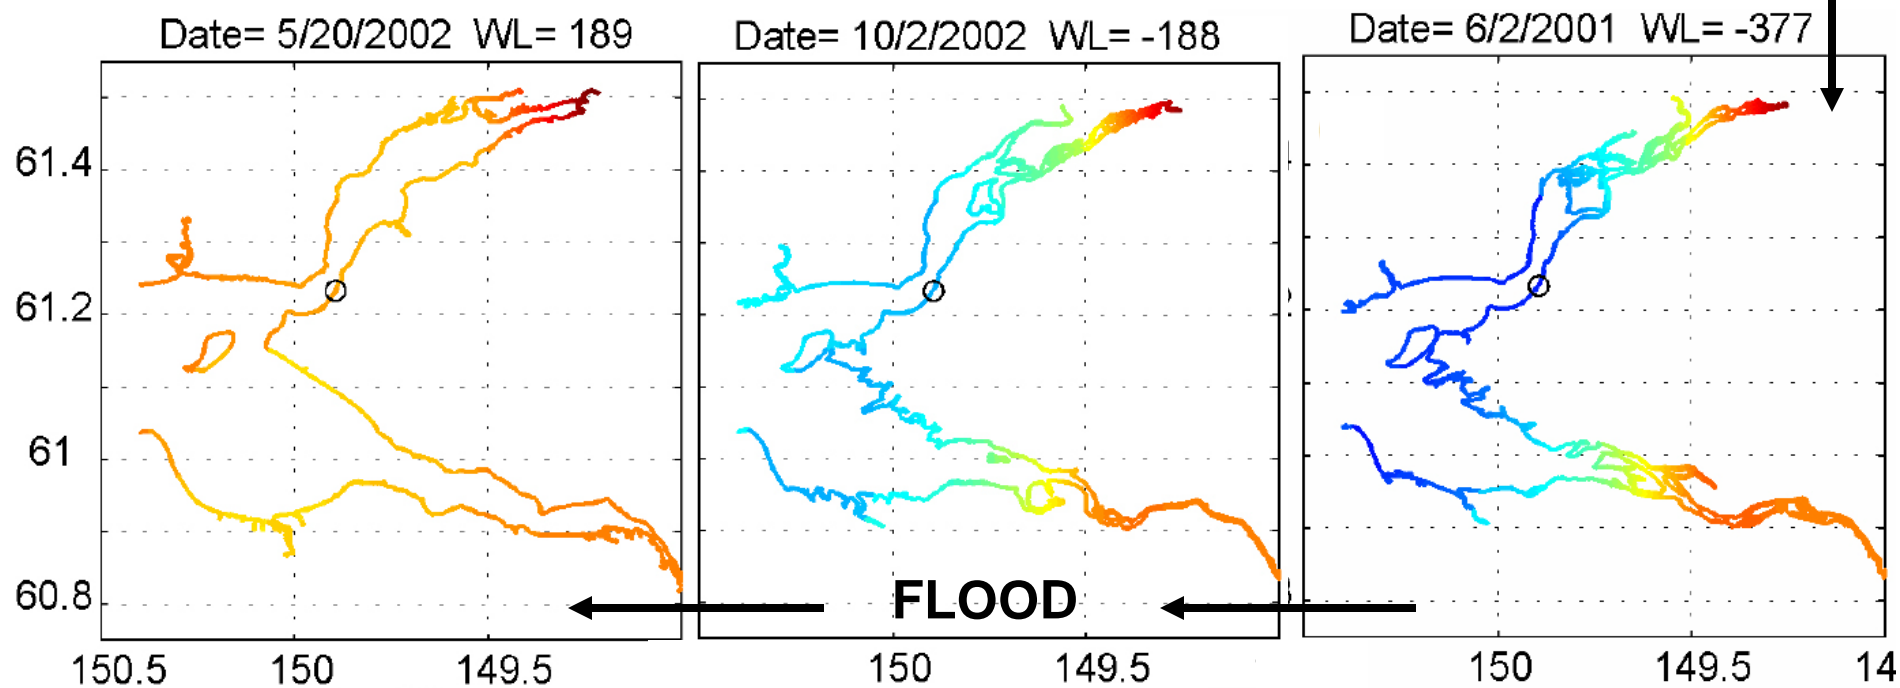 Date= 5/20/2002 WL= 189
Date= 10/2/2002 WL= -188
Date= 6/2/2001 WL= -377
61.4
61.2
61
60.8
FLOOD
150.5 150 149.5
150 149.5
150 149.5 14